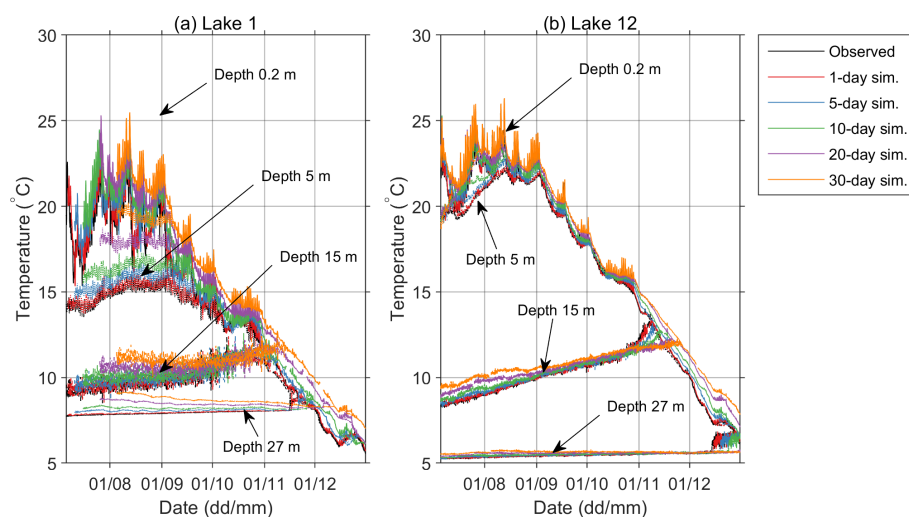 (a) Lake 1
(b) Lake 12
30
25
20
15
10
5
Temperature (°C)
Depth 0.2 m
Depth 5 m
Depth 15 m
Depth 27 m
01/08
01/09
01/10
01/11
01/12
Date (dd/mm)
30
25
20
15
10
5
Temperature (°C)
Depth 0.2 m
Depth 5 m
Depth 15 m
Depth 27 m
01/08
01/09
01/10
01/11
01/12
Date (dd/mm)
Observed
1-day sim.
5-day sim.
10-day sim.
20-day sim.
30-day sim.